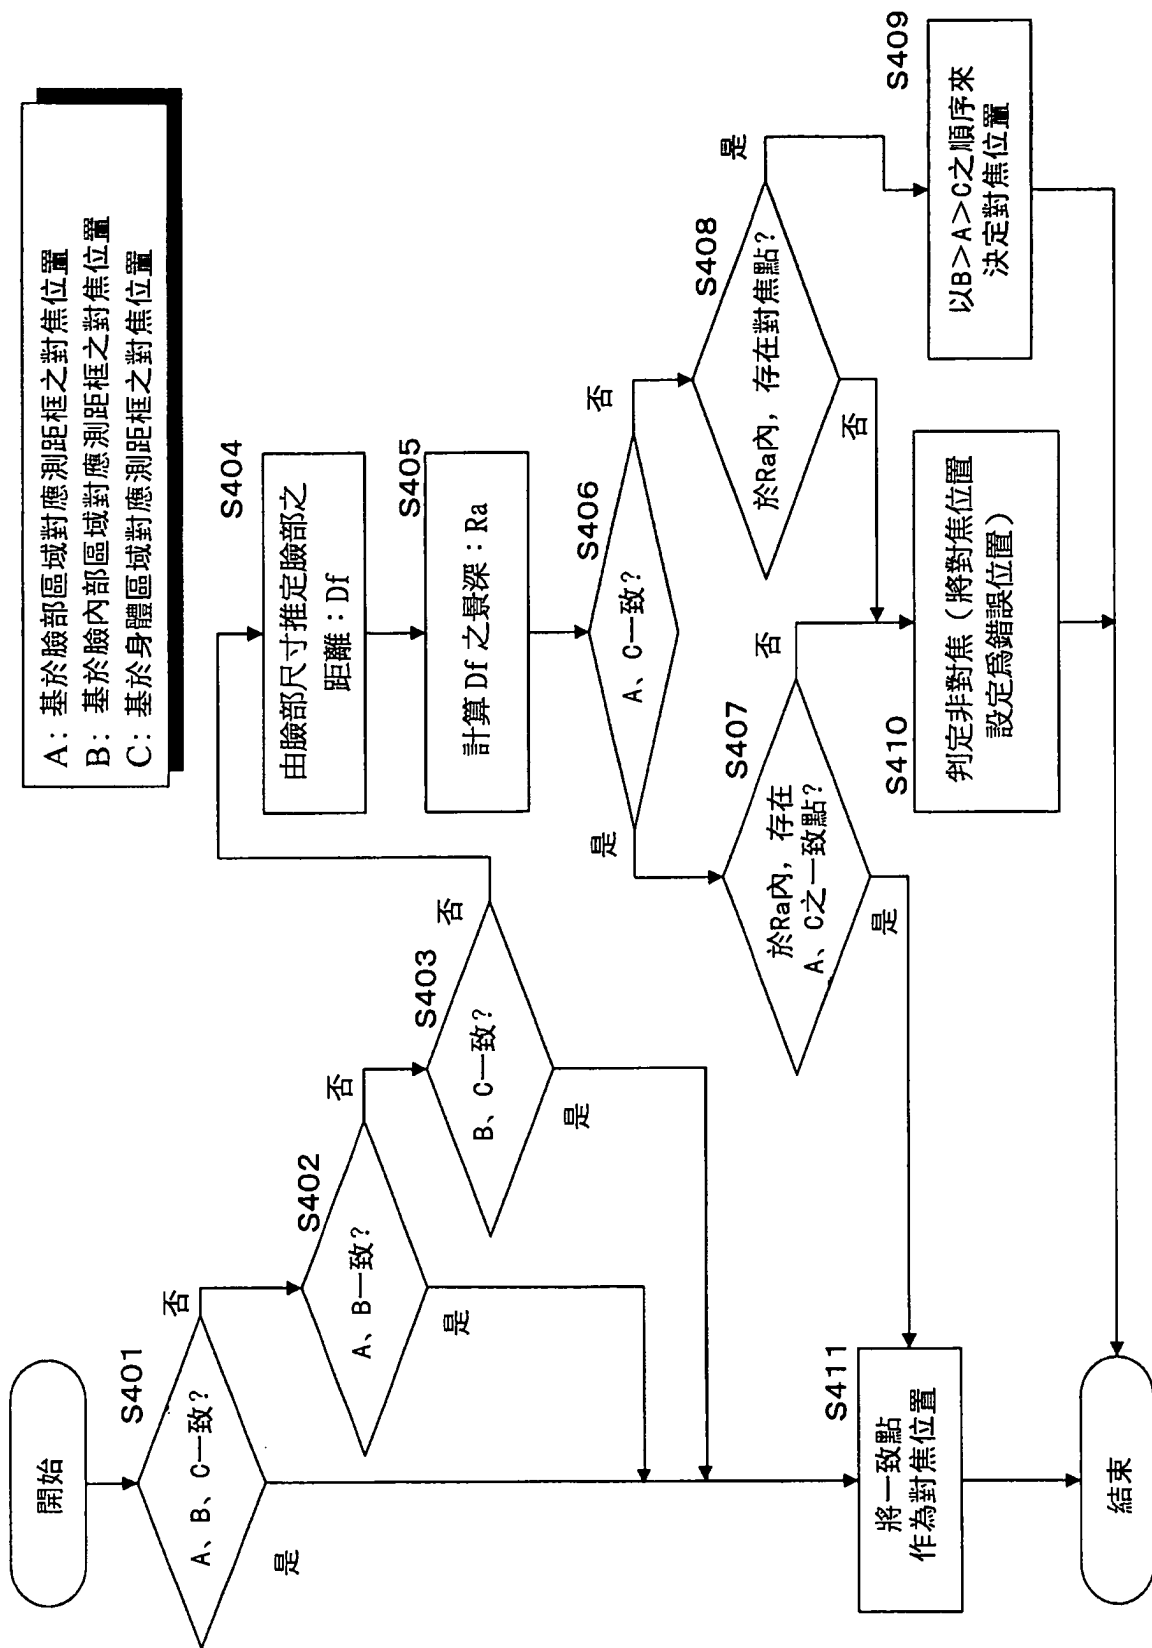 A：基於臉部區域對應測距框之對焦位置
B：基於臉內部區域對應測距框之對焦位置
C：基於身體區域對應測距框之對焦位置
開始
S401
A、B、C一致？
否
是
S402
A、B一致？
否
是
S403
B、C一致？
否
是
S404
由臉部尺寸推定臉部之
距離：Df
S405
計算 Df 之景深：Ra
S406
A、C一致？
否
是
S407
於Ra內，存在
A、C之一致點？
否
是
S408
於Ra內，存在對焦點？
是
否
S409
以B>A>C之順序來
決定對焦位置
S410
判定非對焦（將對焦位置
設定爲錯誤位置）
S411
將一致點
作為對焦位置
結束